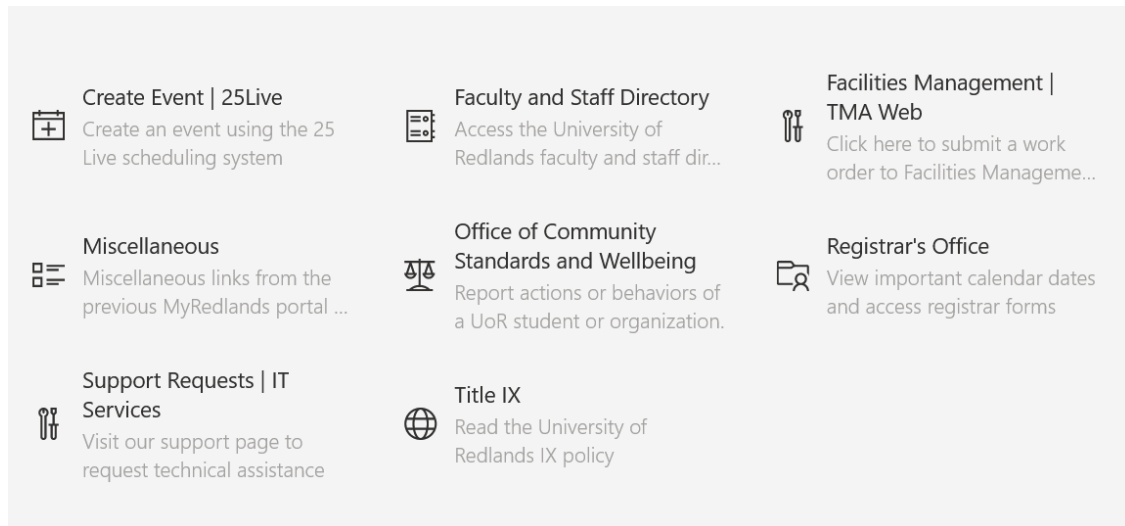 Create Event | 25Live
Create an event using the 25
Live scheduling system
Faculty and Staff Directory
Access the University of
Redlands faculty and staff dir...
Facilities Management |
TMA Web
Click here to submit a work
order to Facilities Manageme...
Miscellaneous
Miscellaneous links from the
previous MyRedlands portal ...
Office of Community
Standards and Wellbeing
Report actions or behaviors of
a UoR student or organization.
Registrar's Office
View important calendar dates
and access registrar forms
Support Requests | IT
Services
Visit our support page to
request technical assistance
Title IX
Read the University of
Redlands IX policy